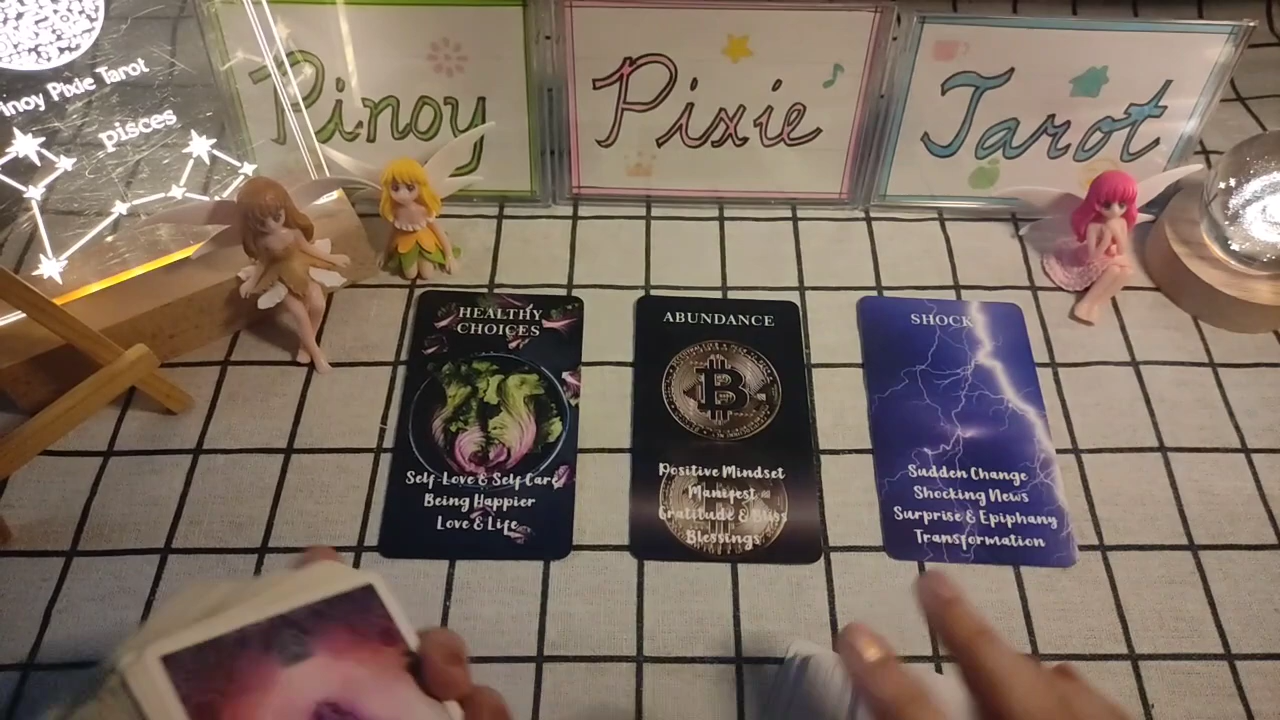 Pinoy
Pixie
Tarot
inoy Pixie Tarot
pisces
HEALTHY
CHOICES
Self-Love & Self Care
Being Happier
Love & Life
ABUNDANCE
B
Positive Mindset
Manifest
Gratitude & Bliss
Blessings
SHOCK
Sudden Change
Shocking News
Surprise & Epiphany
Transformation